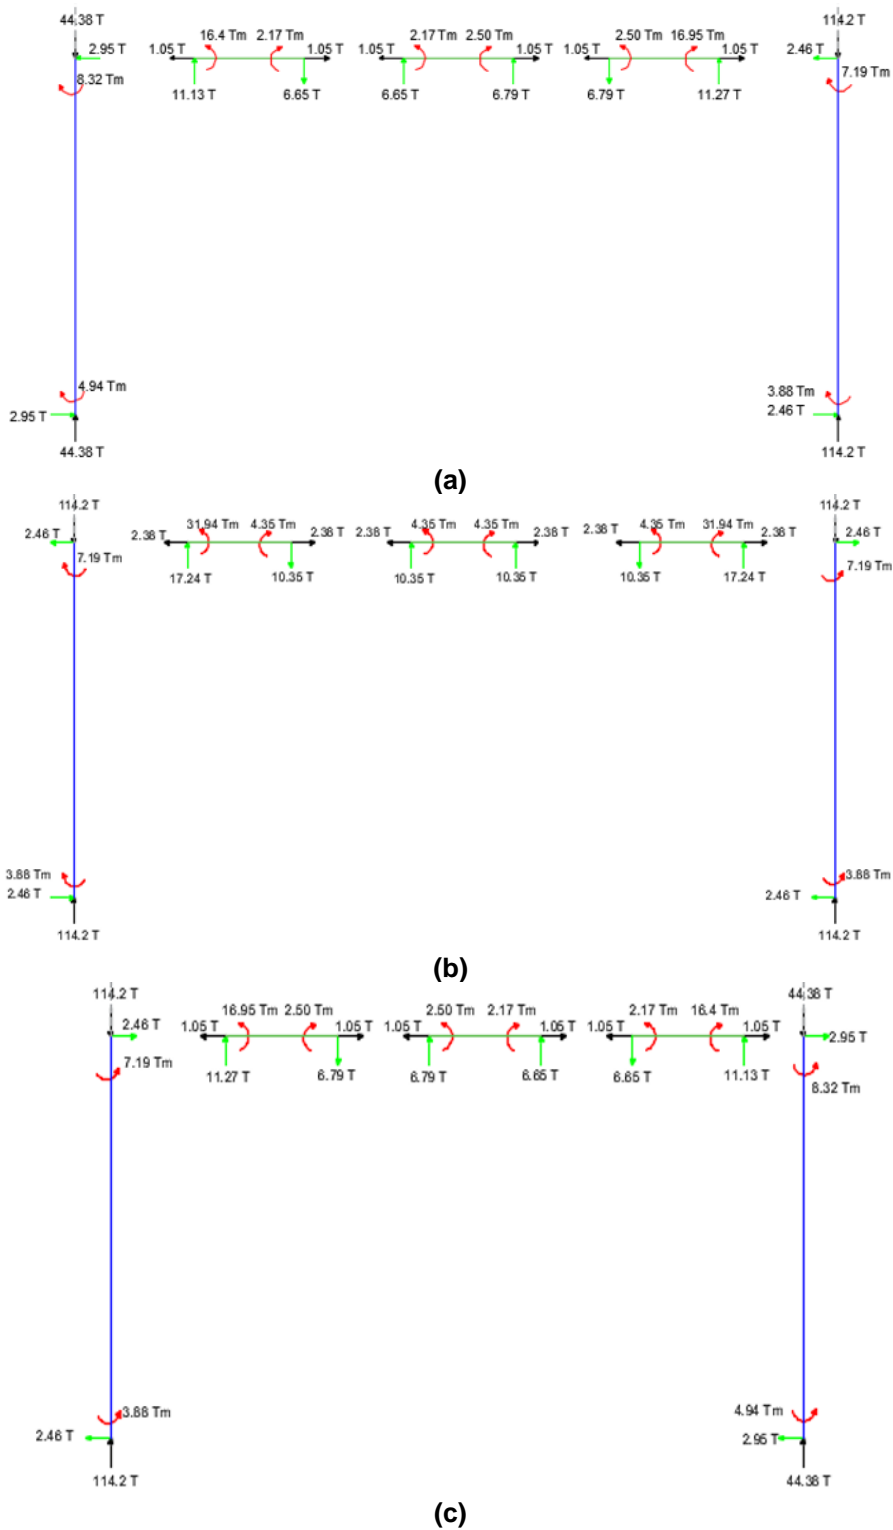 44.38 T
114.2 T
2.95 T
1.05 T 16.4 Tm 2.17 Tm 1.05 T
1.05 T 2.17 Tm 2.50 Tm 1.05 T
1.05 T 2.50 Tm 16.95 Tm 1.05 T
2.46 T
8.32 Tm
7.19 Tm
11.13 T 6.65 T
6.65 T 6.79 T
6.79 T 11.27 T
4.94 Tm
3.88 Tm
2.95 T
2.46 T
44.38 T
114.2 T
(a)
114.2 T
114.2 T
2.46 T
2.38 T 31.94 Tm 4.35 Tm 2.38 T
2.38 T 4.35 Tm 4.35 Tm 2.38 T
2.38 T 4.35 Tm 31.94 Tm 2.38 T
2.46 T
7.19 Tm
7.19 Tm
17.24 T 10.35 T
10.35 T 10.35 T
10.35 T 17.24 T
3.88 Tm
3.88 Tm
2.46 T
2.46 T
114.2 T
114.2 T
(b)
114.2 T
44.38 T
2.46 T
1.05 T 16.95 Tm 2.50 Tm 1.05 T
1.05 T 2.50 Tm 2.17 Tm 1.05 T
1.05 T 2.17 Tm 16.4 Tm 1.05 T
2.95 T
7.19 Tm
8.32 Tm
11.27 T 6.79 T
6.79 T 6.65 T
6.65 T 11.13 T
3.88 Tm
4.94 Tm
2.46 T
2.95 T
114.2 T
44.38 T
(c)